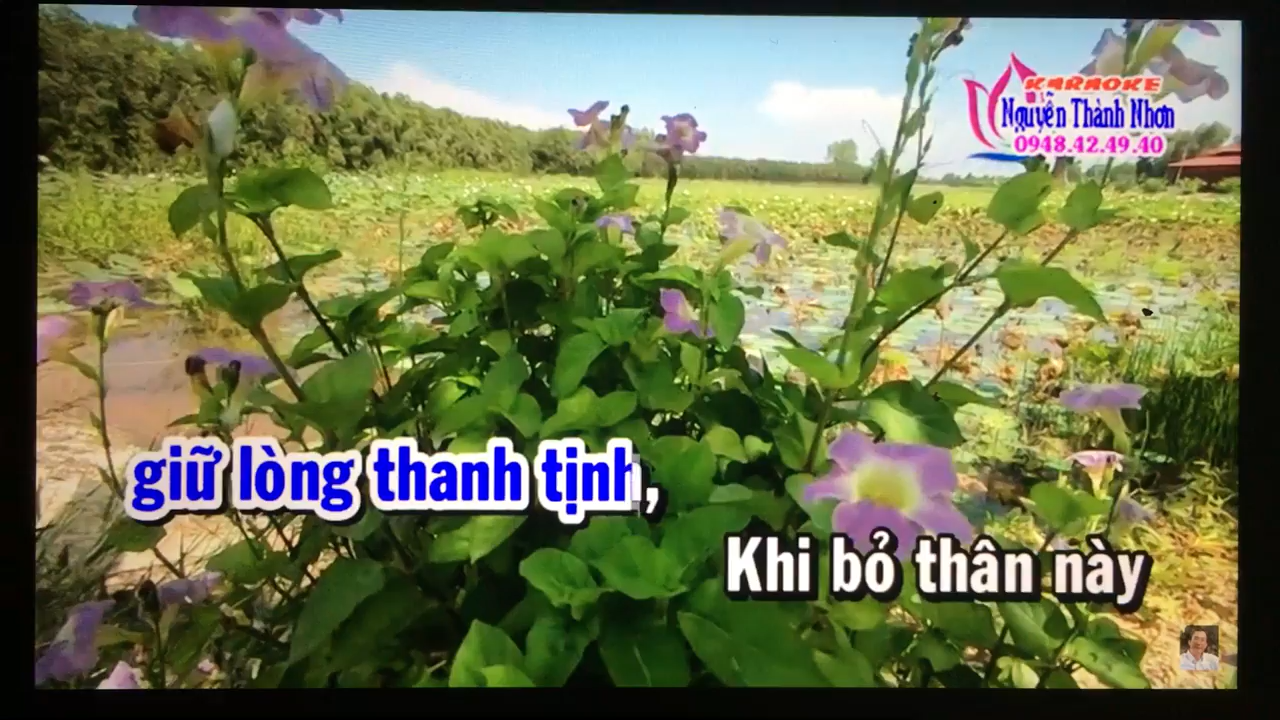 KARAOKE
Nguyễn Thành Nhơn
0948.42.49.40
giữ lòng thanh tịnh,
Khi bỏ thân này